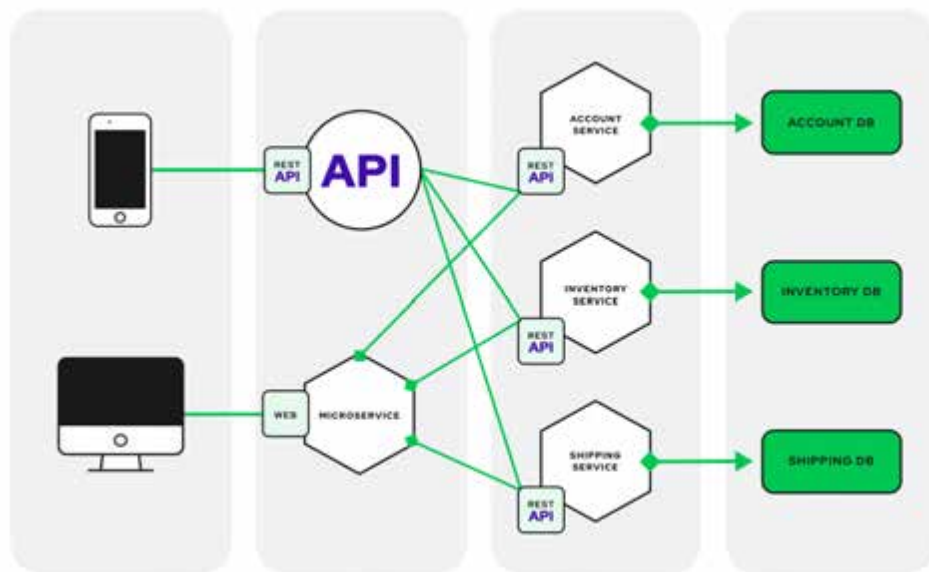 REST
API
API
WEB
MICROSERVICE
ACCOUNT
SERVICE
REST
API
INVENTORY
SERVICE
REST
API
SHIPPING
SERVICE
REST
API
ACCOUNT DB
INVENTORY DB
SHIPPING DB